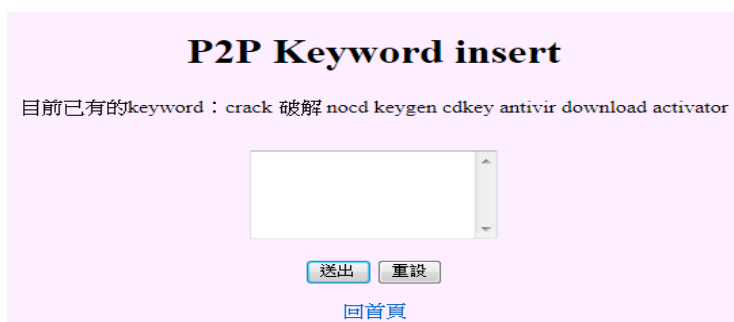 P2P Keyword insert
目前已有的keyword：crack 破解 nocd keygen cdkey antivir download activator
送出 重設
回首頁